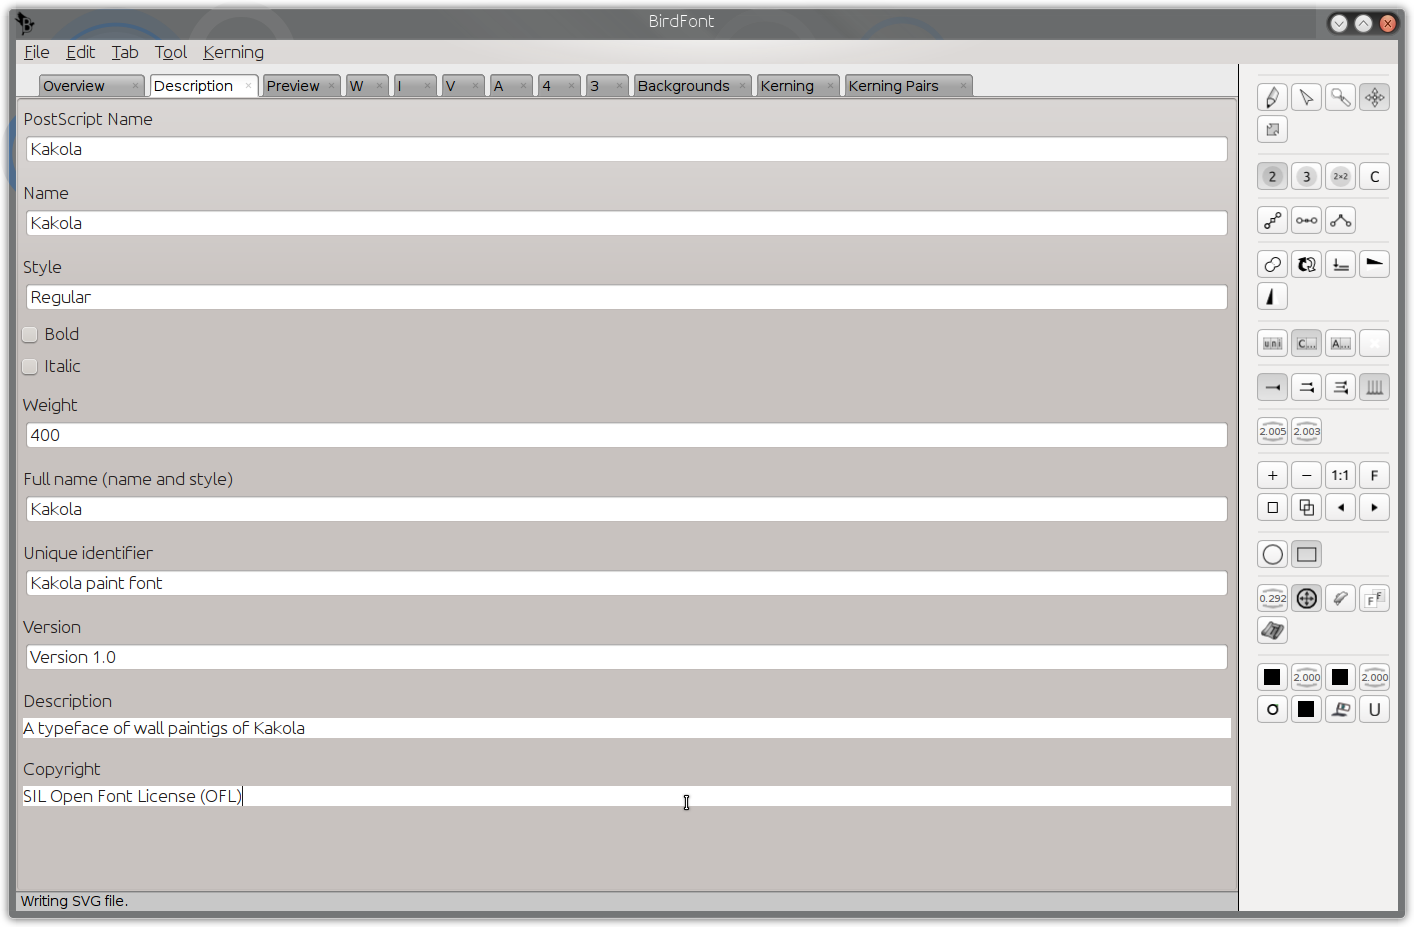 BirdFont
File Edit Tab Tool Kerning
Overview Description Preview W I V A 4 3 Backgrounds Kerning Kerning Pairs
PostScript Name
Kakola
Name
Kakola
Style
Regular
Bold
Italic
Weight
400
Full name (name and style)
Kakola
Unique identifier
Kakola paint font
Version
Version 1.0
Description
A typeface of wall paintigs of Kakola
Copyright
SIL Open Font License (OFL)
Writing SVG file.
2 3 2×2 C
uni C... A...
2.005 2.003
+ − 1:1 F
0.292 F F
2.000 2.000
U